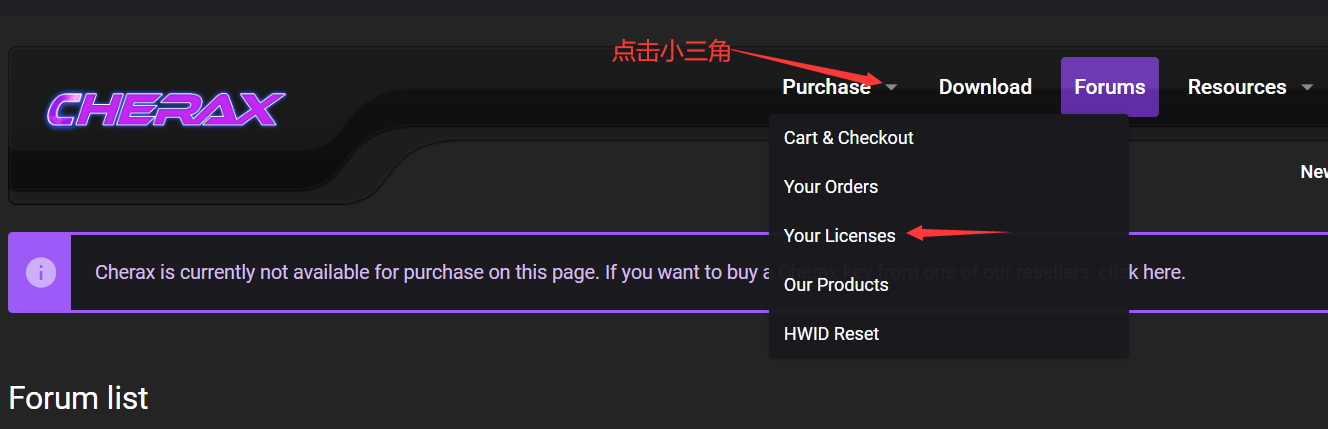 点击小三角
CHERAX
Purchase Download Forums Resources
Cart & Checkout
Your Orders
New
Your Licenses
Cherax is currently not available for purchase on this page. If you want to buy a Cherax key from one of our resellers, click here.
Our Products
HWID Reset
Forum list